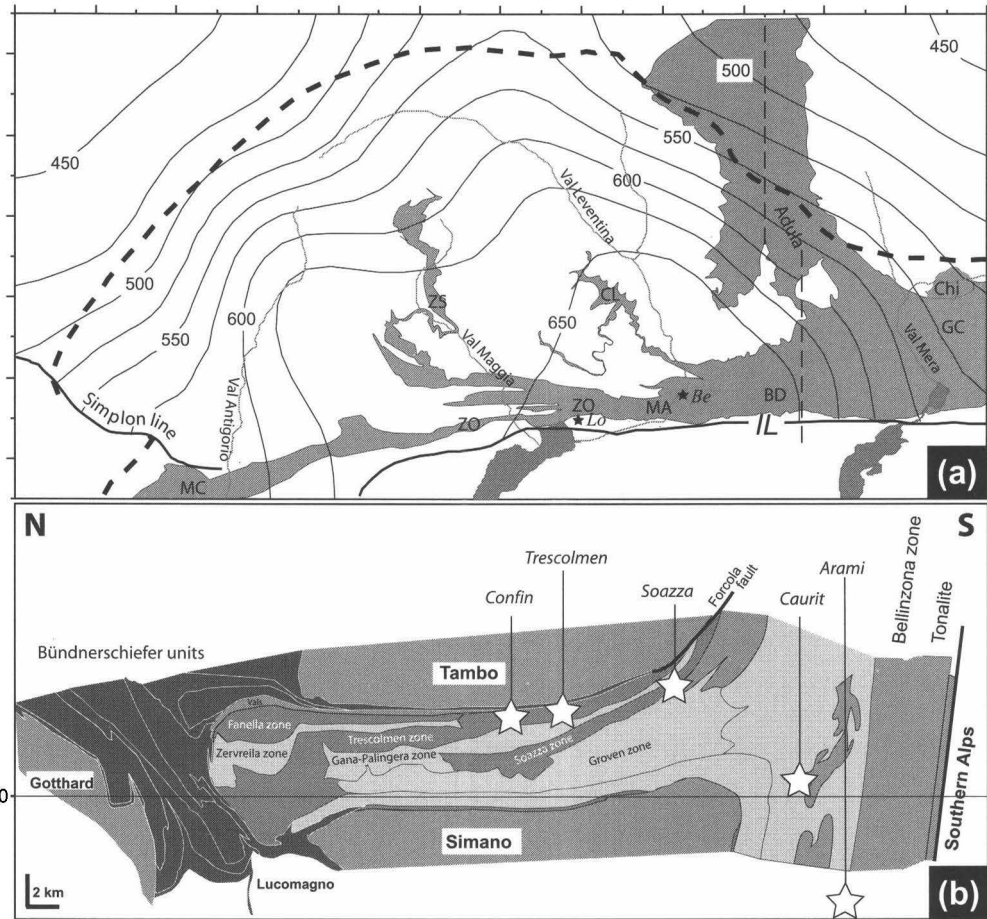 450
500
450
550
600
Val Leventina
Adula
500
ZS
CL
Chi
GC
550
600
650
Val Mera
Val Maggia
Simplon line
Val Antigorio
ZO
ZO
Lo
MA
Be
BD
IL
MC
(a)
N
S
Trescolmen
Confin
Soazza
Forcola
fault
Arami
Caurit
Bellinzona zone
Tonalite
Bündnerschiefer units
Tambo
Vals
Fanella zone
Trescolmen zone
Zervreila zone
Gana-Palingera zone
Soazza zone
Groven zone
Gotthard
0
Simano
Southern Alps
Lucomagno
2 km
(b)